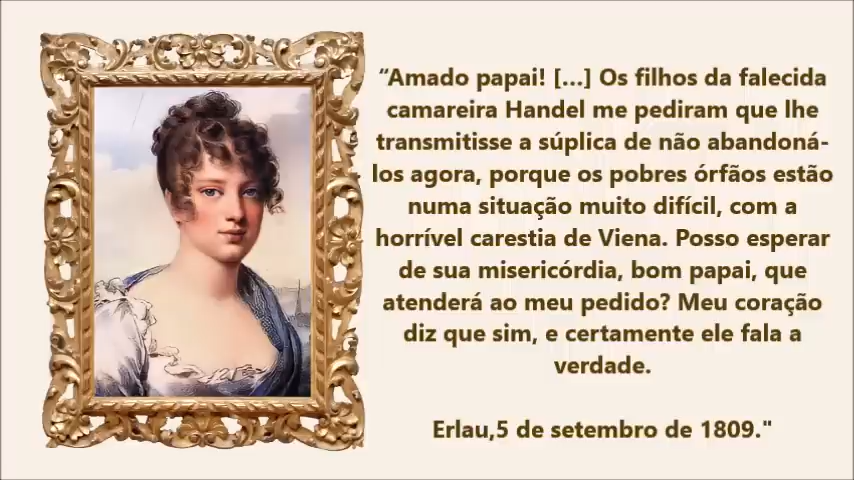 “Amado papai! [...] Os filhos da falecida
camareira Handel me pediram que lhe
transmitisse a súplica de não abandoná-
los agora, porque os pobres órfãos estão
numa situação muito difícil, com a
horrível carestia de Viena. Posso esperar
de sua misericórdia, bom papai, que
atenderá ao meu pedido? Meu coração
diz que sim, e certamente ele fala a
verdade.
Erlau,5 de setembro de 1809."